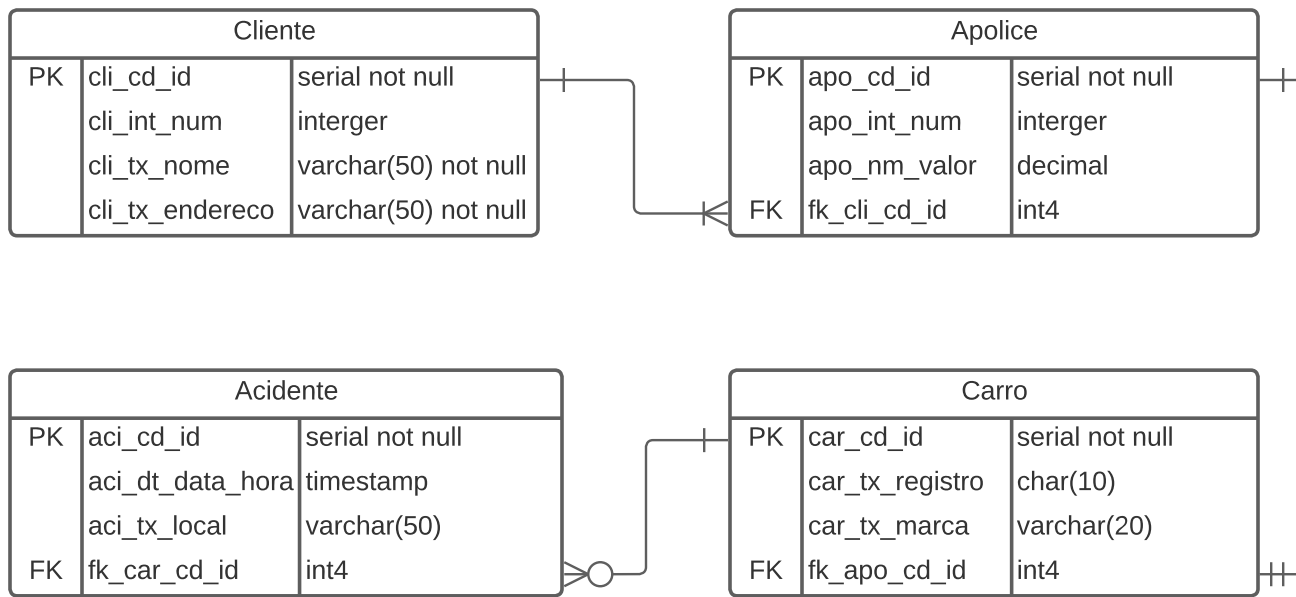 Cliente
PK cli_cd_id serial not null
cli_int_num interger
cli_tx_nome varchar(50) not null
cli_tx_endereco varchar(50) not null
Apolice
PK apo_cd_id serial not null
apo_int_num interger
apo_nm_valor decimal
FK fk_cli_cd_id int4
Acidente
PK aci_cd_id serial not null
aci_dt_data_hora timestamp
aci_tx_local varchar(50)
FK fk_car_cd_id int4
Carro
PK car_cd_id serial not null
car_tx_registro char(10)
car_tx_marca varchar(20)
FK fk_apo_cd_id int4